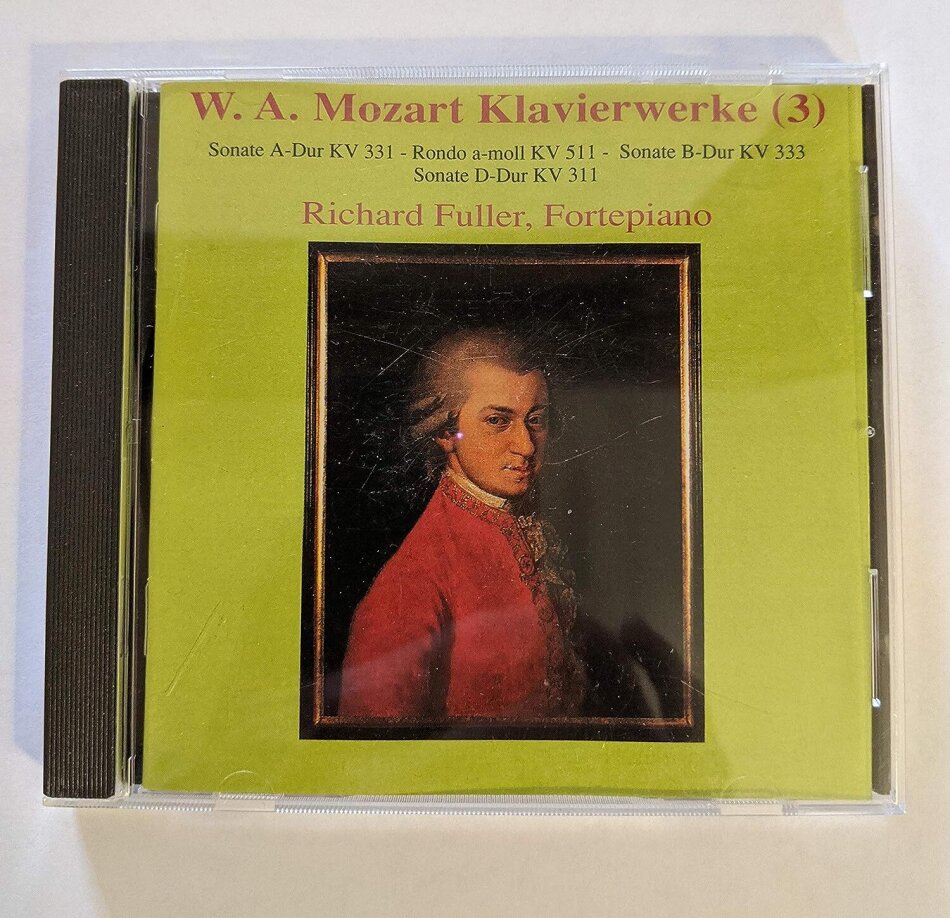 W. A. Mozart Klavierwerke (3)
Sonate A-Dur KV 331 - Rondo a-moll KV 511 - Sonate B-Dur KV 333
Sonate D-Dur KV 311
Richard Fuller, Fortepiano